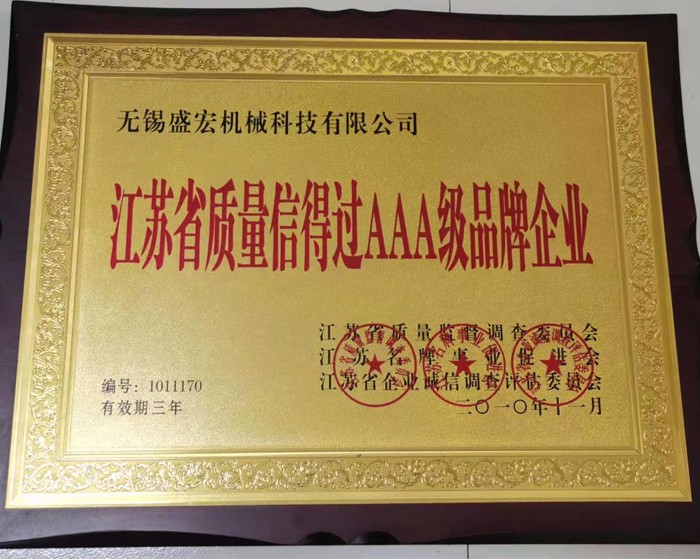 无锡盛宏机械科技有限公司
江苏省质量信得过AAA级品牌企业
江苏省质量监督调查委员会
江苏名牌事业促进会
江苏省企业诚信调查评估委员会
编号：1011170
有效期三年
二〇一〇年十一月